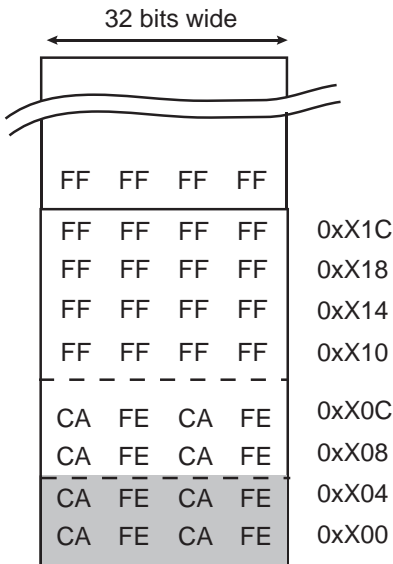 32 bits wide
FF FF FF FF
FF FF FF FF 0xX1C
FF FF FF FF 0xX18
FF FF FF FF 0xX14
FF FF FF FF 0xX10
CA FE CA FE 0xX0C
CA FE CA FE 0xX08
CA FE CA FE 0xX04
CA FE CA FE 0xX00